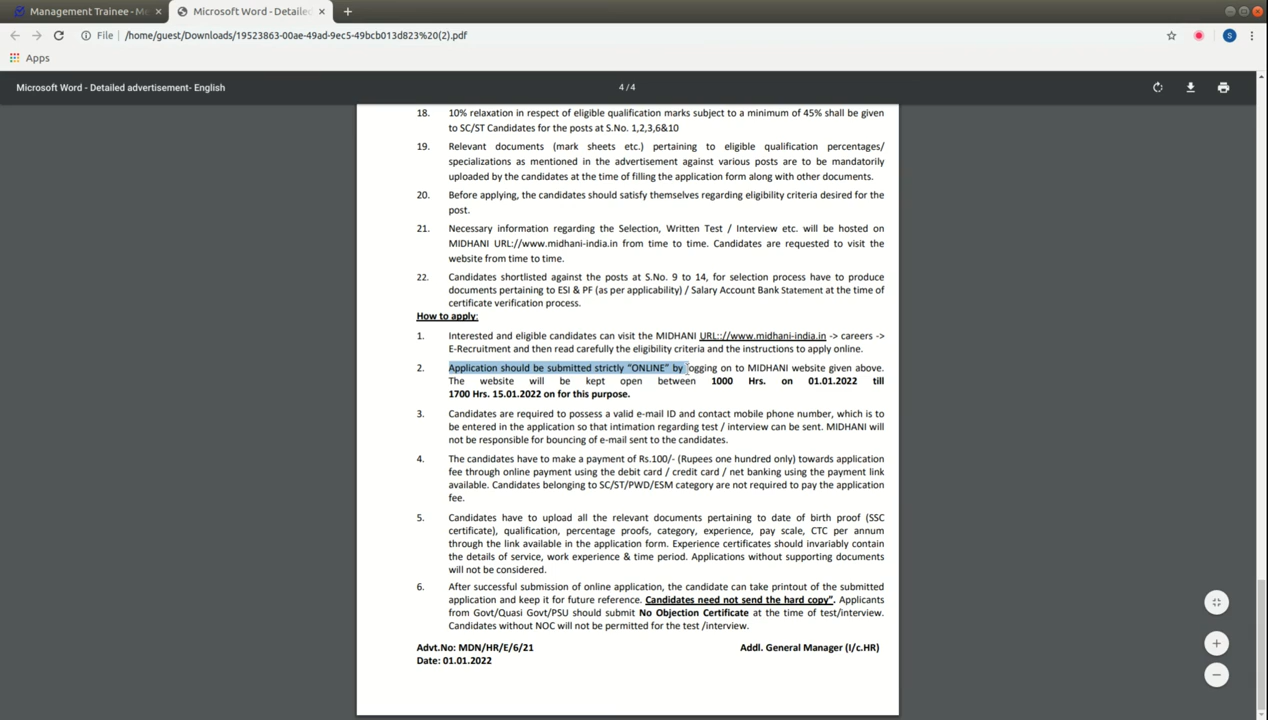 Management Trainee - M
Microsoft Word - Detailed
File /home/guest/Downloads/19523863-00ae-49ad-9ec5-49bcb013d823%20(2).pdf
S
Apps
Microsoft Word - Detailed advertisement- English
4/4
18. 10% relaxation in respect of eligible qualification marks subject to a minimum of 45% shall be given
to SC/ST Candidates for the posts at S.No. 1,2,3,6&10
19. Relevant documents (mark sheets etc.) pertaining to eligible qualification percentages/
specializations as mentioned in the advertisement against various posts are to be mandatorily
uploaded by the candidates at the time of filling the application form along with other documents.
20. Before applying, the candidates should satisfy themselves regarding eligibility criteria desired for the
post.
21. Necessary information regarding the Selection, Written Test / Interview etc. will be hosted on
MIDHANI URL://www.midhani-india.in from time to time. Candidates are requested to visit the
website from time to time.
22. Candidates shortlisted against the posts at S.No. 9 to 14, for selection process have to produce
documents pertaining to ESI & PF (as per applicability) / Salary Account Bank Statement at the time of
certificate verification process.
How to apply:
1. Interested and eligible candidates can visit the MIDHANI URL:://www.midhani-india.in -> careers ->
E-Recruitment and then read carefully the eligibility criteria and the instructions to apply online.
2. Application should be submitted strictly "ONLINE" by logging on to MIDHANI website given above.
The website will be kept open between 1000 Hrs. on 01.01.2022 till
1700 Hrs. 15.01.2022 on for this purpose.
3. Candidates are required to possess a valid e-mail ID and contact mobile phone number, which is to
be entered in the application so that intimation regarding test / interview can be sent. MIDHANI will
not be responsible for bouncing of e-mail sent to the candidates.
4. The candidates have to make a payment of Rs.100/- (Rupees one hundred only) towards application
fee through online payment using the debit card / credit card / net banking using the payment link
available. Candidates belonging to SC/ST/PWD/ESM category are not required to pay the application
fee.
5. Candidates have to upload all the relevant documents pertaining to date of birth proof (SSC
certificate), qualification, percentage proofs, category, experience, pay scale, CTC per annum
through the link available in the application form. Experience certificates should invariably contain
the details of service, work experience & time period. Applications without supporting documents
will not be considered.
6. After successful submission of online application, the candidate can take printout of the submitted
application and keep it for future reference. Candidates need not send the hard copy". Applicants
from Govt/Quasi Govt/PSU should submit No Objection Certificate at the time of test/interview.
Candidates without NOC will not be permitted for the test /interview.
Advt.No: MDN/HR/E/6/21 Addl. General Manager (I/c.HR)
Date: 01.01.2022